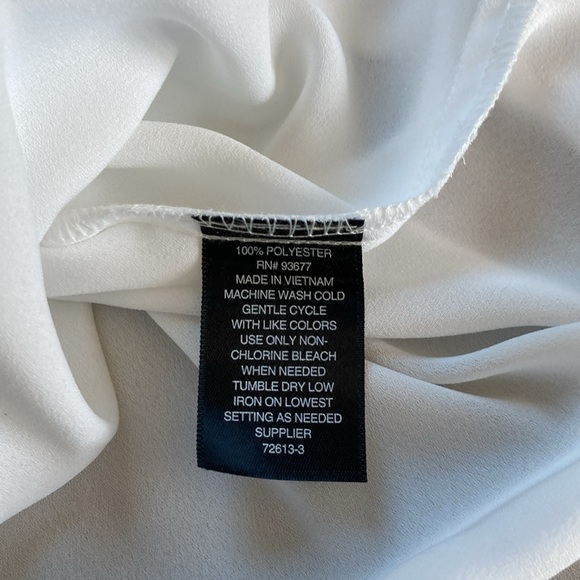 100% POLYESTER
RN# 93677
MADE IN VIETNAM
MACHINE WASH COLD
GENTLE CYCLE
WITH LIKE COLORS
USE ONLY NON-
CHLORINE BLEACH
WHEN NEEDED
TUMBLE DRY LOW
IRON ON LOWEST
SETTING AS NEEDED
SUPPLIER
72613-3